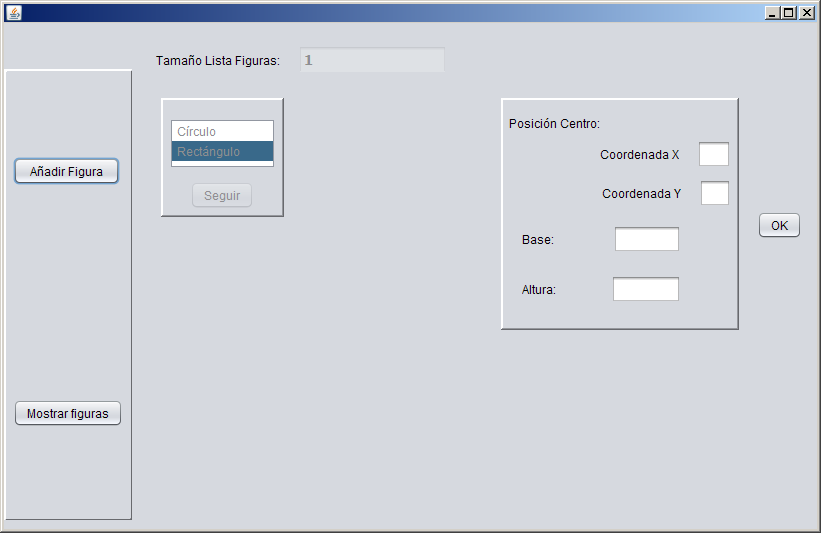 Tamaño Lista Figuras: 1
Círculo
Rectángulo
Seguir
Añadir Figura
Mostrar figuras
Posición Centro:
Coordenada X
Coordenada Y
Base:
Altura:
OK